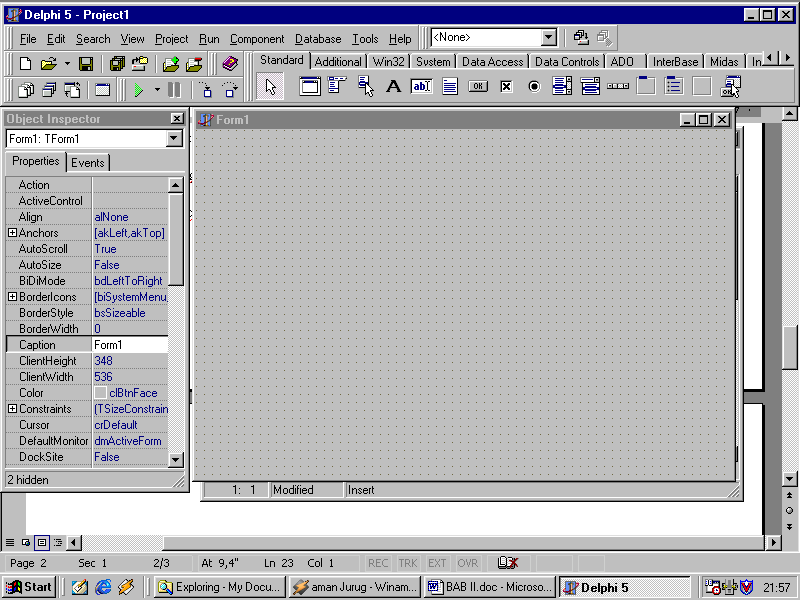 Delphi 5 - Project1
File Edit Search View Project Run Component Database Tools Help <None>
Standard Additional Win32 System Data Access Data Controls ADO InterBase Midas In
A ab OK
Object Inspector
Form1: TForm1
Properties Events
Action
ActiveControl
Align alNone
Anchors [akLeft,akTop]
AutoScroll True
AutoSize False
BiDiMode bdLeftToRight
BorderIcons [biSystemMenu,
BorderStyle bsSizeable
BorderWidth 0
Caption Form1
ClientHeight 348
ClientWidth 536
Color clBtnFace
Constraints (TSizeConstrain
Cursor crDefault
DefaultMonitor dmActiveForm
DockSite False
2 hidden
Form1
1: 1 Modified Insert
Page 2 Sec 1 2/3 At 9,4" Ln 23 Col 1 REC TRK EXT OVR
Start Exploring - My Docu... aman Jurug - Winam... BAB II.doc - Microso... Delphi 5 21:57